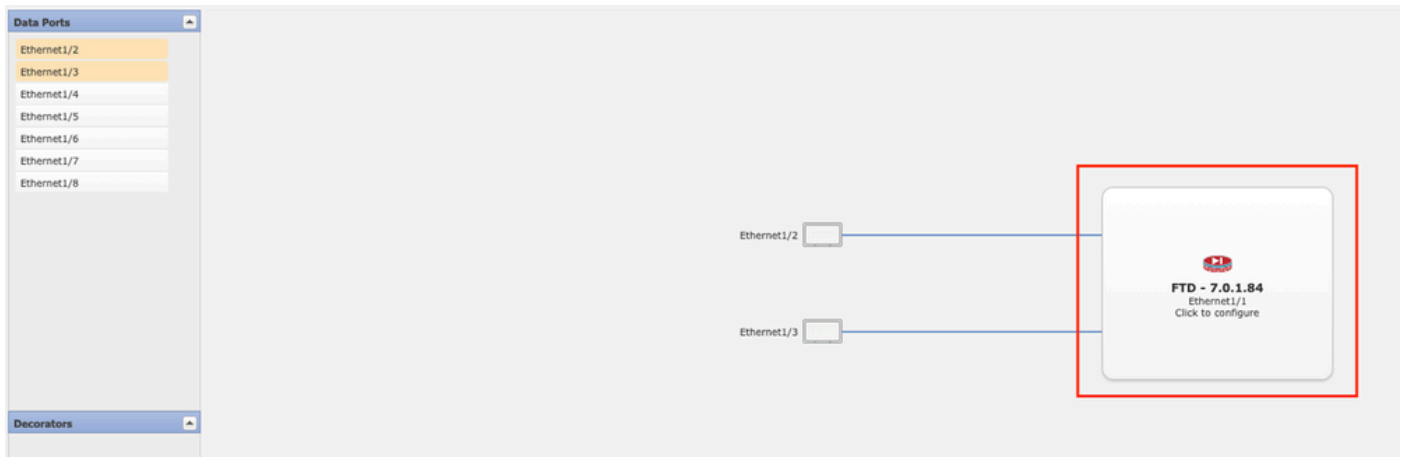 Data Ports
Ethernet1/2
Ethernet1/3
Ethernet1/4
Ethernet1/5
Ethernet1/6
Ethernet1/7
Ethernet1/8
Decorators
Ethernet1/2
Ethernet1/3
FTD - 7.0.1.84
Ethernet1/1
Click to configure